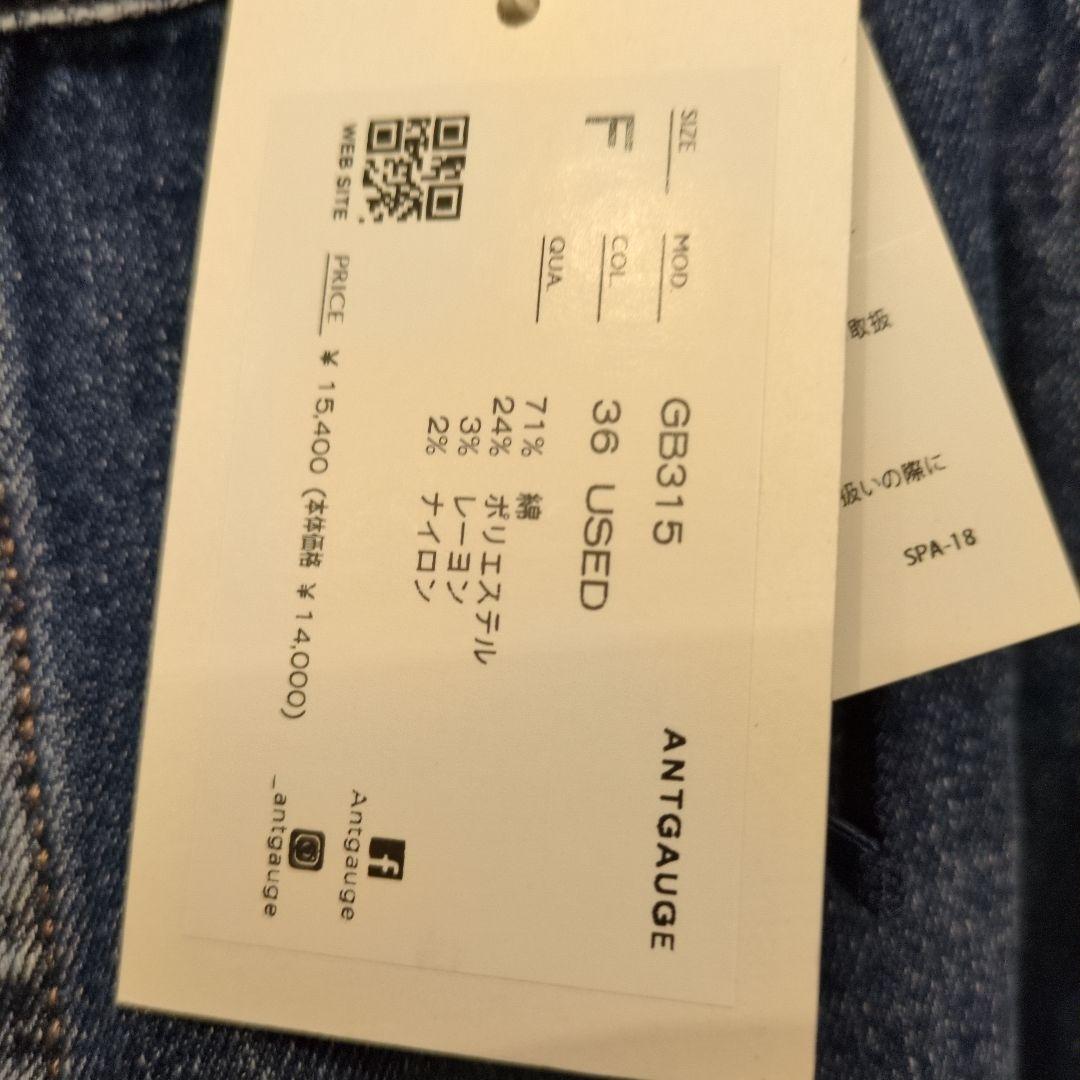 SIZE
F
MOD. GB315
COL. 36 USED
QUA. 71% 綿
24% ポリエステル
3% レーヨン
2% ナイロン
ANTGAUGE
WEB SITE
PRICE ¥ 15,400 (本体価格 ¥ 14,000)
Antgauge
_antgauge
取扱
扱いの際に
SPA-18